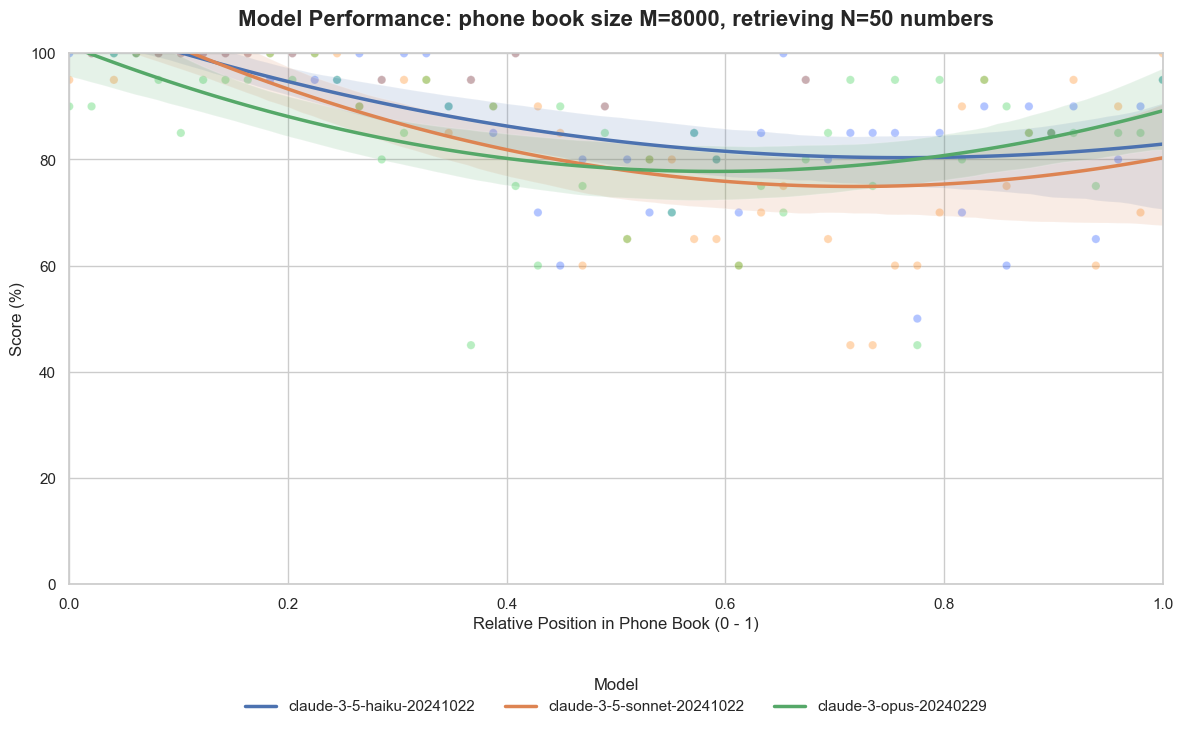 Model Performance: phone book size M=8000, retrieving N=50 numbers
100
80
60
40
20
0
Score (%)
0.0 0.2 0.4 0.6 0.8 1.0
Relative Position in Phone Book (0 - 1)
Model
claude-3-5-haiku-20241022 claude-3-5-sonnet-20241022 claude-3-opus-20240229